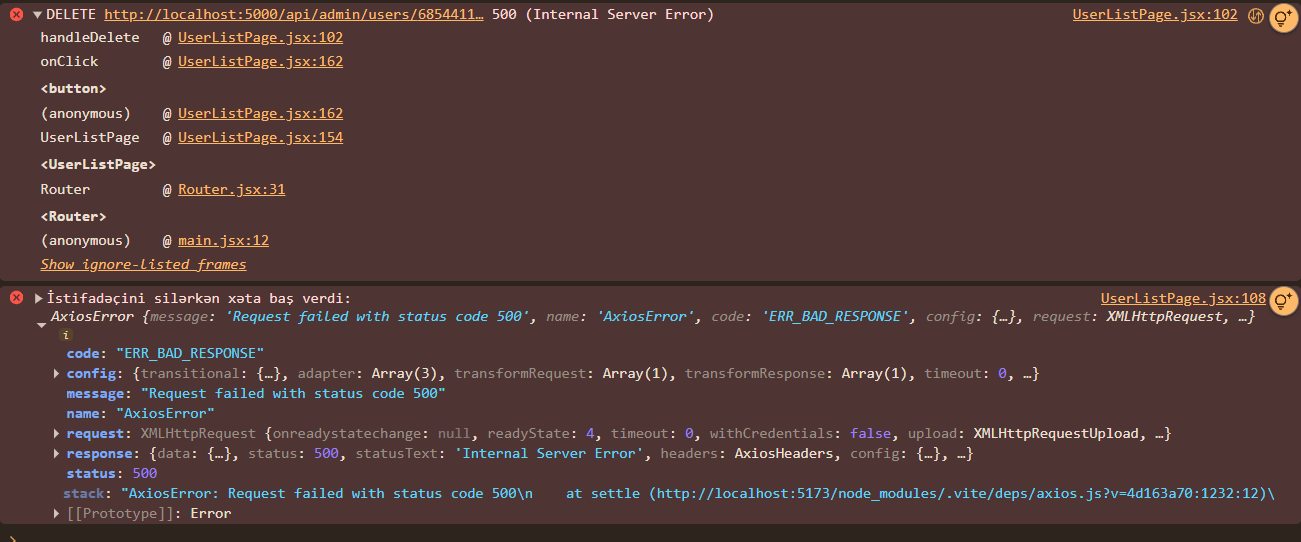 DELETE http://localhost:5000/api/admin/users/6854411… 500 (Internal Server Error) UserListPage.jsx:102
handleDelete @ UserListPage.jsx:102
onClick @ UserListPage.jsx:162
<button>
(anonymous) @ UserListPage.jsx:162
UserListPage @ UserListPage.jsx:154
<UserListPage>
Router @ Router.jsx:31
<Router>
(anonymous) @ main.jsx:12
Show ignore-listed frames
İstifadəçini silərkən xəta baş verdi: UserListPage.jsx:108
AxiosError {message: 'Request failed with status code 500', name: 'AxiosError', code: 'ERR_BAD_RESPONSE', config: {…}, request: XMLHttpRequest, …}
i
code: "ERR_BAD_RESPONSE"
config: {transitional: {…}, adapter: Array(3), transformRequest: Array(1), transformResponse: Array(1), timeout: 0, …}
message: "Request failed with status code 500"
name: "AxiosError"
request: XMLHttpRequest {onreadystatechange: null, readyState: 4, timeout: 0, withCredentials: false, upload: XMLHttpRequestUpload, …}
response: {data: {…}, status: 500, statusText: 'Internal Server Error', headers: AxiosHeaders, config: {…}, …}
status: 500
stack: "AxiosError: Request failed with status code 500\n    at settle (http://localhost:5173/node_modules/.vite/deps/axios.js?v=4d163a70:1232:12)\
[[Prototype]]: Error